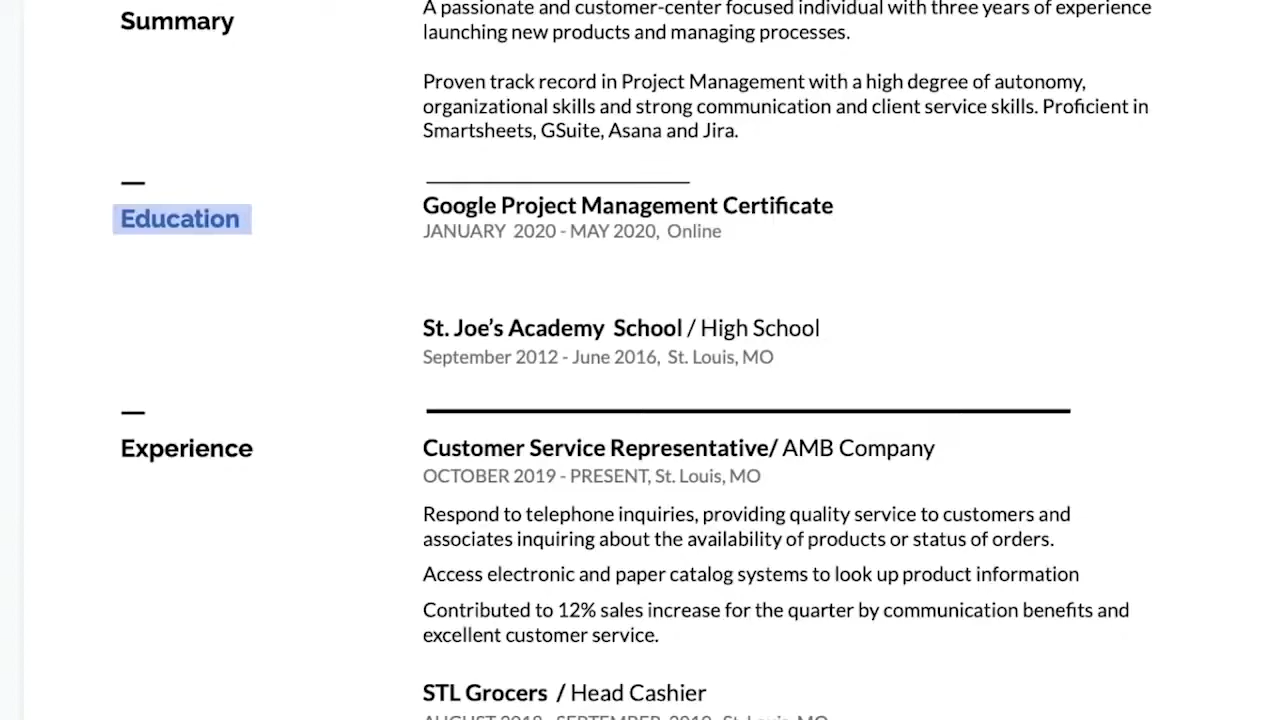 Summary
A passionate and customer-center focused individual with three years of experience
launching new products and managing processes.
Proven track record in Project Management with a high degree of autonomy,
organizational skills and strong communication and client service skills. Proficient in
Smartsheets, GSuite, Asana and Jira.
Education
Google Project Management Certificate
JANUARY 2020 - MAY 2020, Online
St. Joe’s Academy School / High School
September 2012 - June 2016, St. Louis, MO
Experience
Customer Service Representative/ AMB Company
OCTOBER 2019 - PRESENT, St. Louis, MO
Respond to telephone inquiries, providing quality service to customers and
associates inquiring about the availability of products or status of orders.
Access electronic and paper catalog systems to look up product information
Contributed to 12% sales increase for the quarter by communication benefits and
excellent customer service.
STL Grocers / Head Cashier